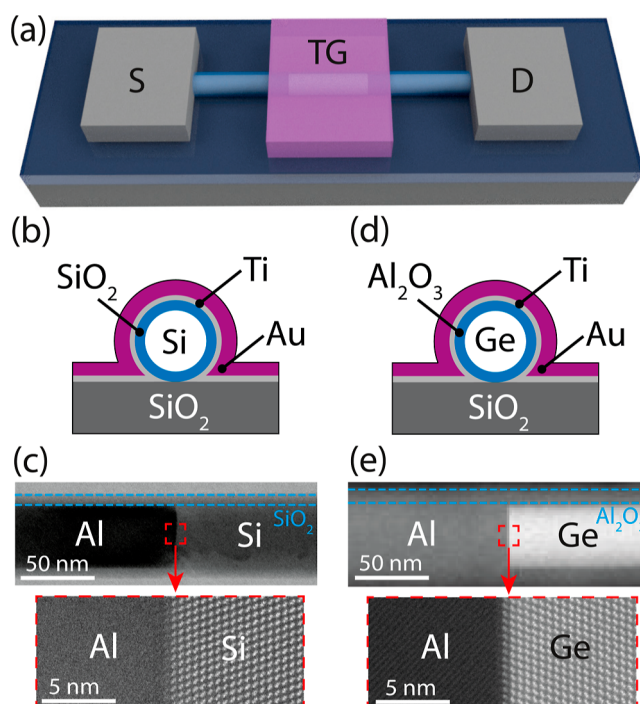 (a)
S
TG
D
(b)
SiO₂
Ti
Si
Au
SiO₂
(d)
Al₂O₃
Ti
Ge
Au
SiO₂
(c)
SiO₂
Al
Si
50 nm
Al
Si
5 nm
(e)
Al₂O₃
Al
Ge
50 nm
Al
Ge
5 nm